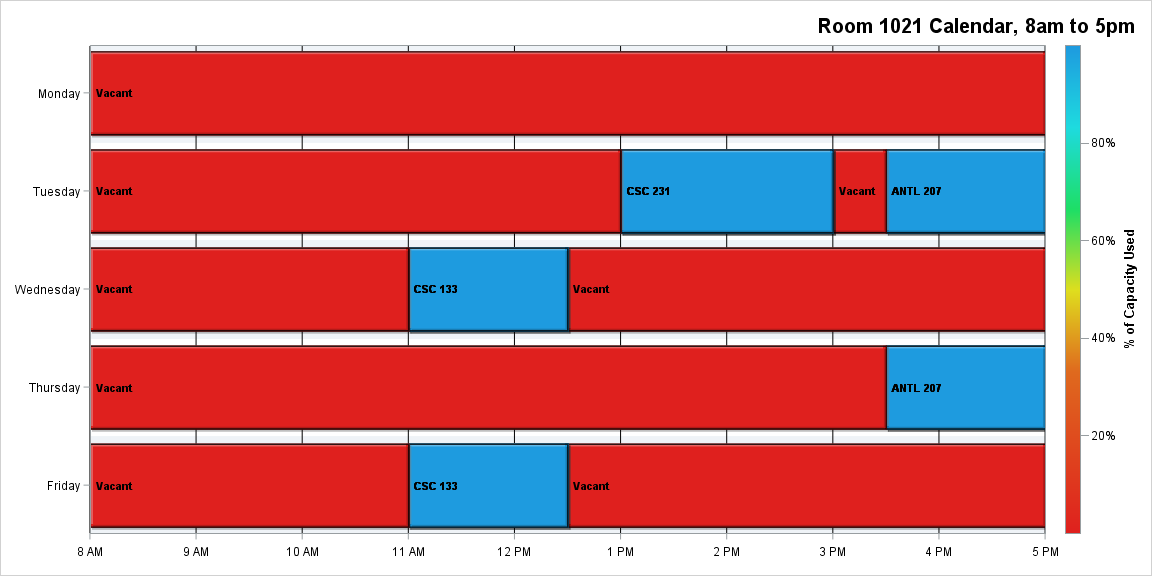 Room 1021 Calendar, 8am to 5pm
Monday
Vacant
Tuesday
Vacant
CSC 231
Vacant
ANTL 207
Wednesday
Vacant
CSC 133
Vacant
Thursday
Vacant
ANTL 207
Friday
Vacant
CSC 133
Vacant
8 AM 9 AM 10 AM 11 AM 12 PM 1 PM 2 PM 3 PM 4 PM 5 PM
80%
60%
40%
20%
% of Capacity Used